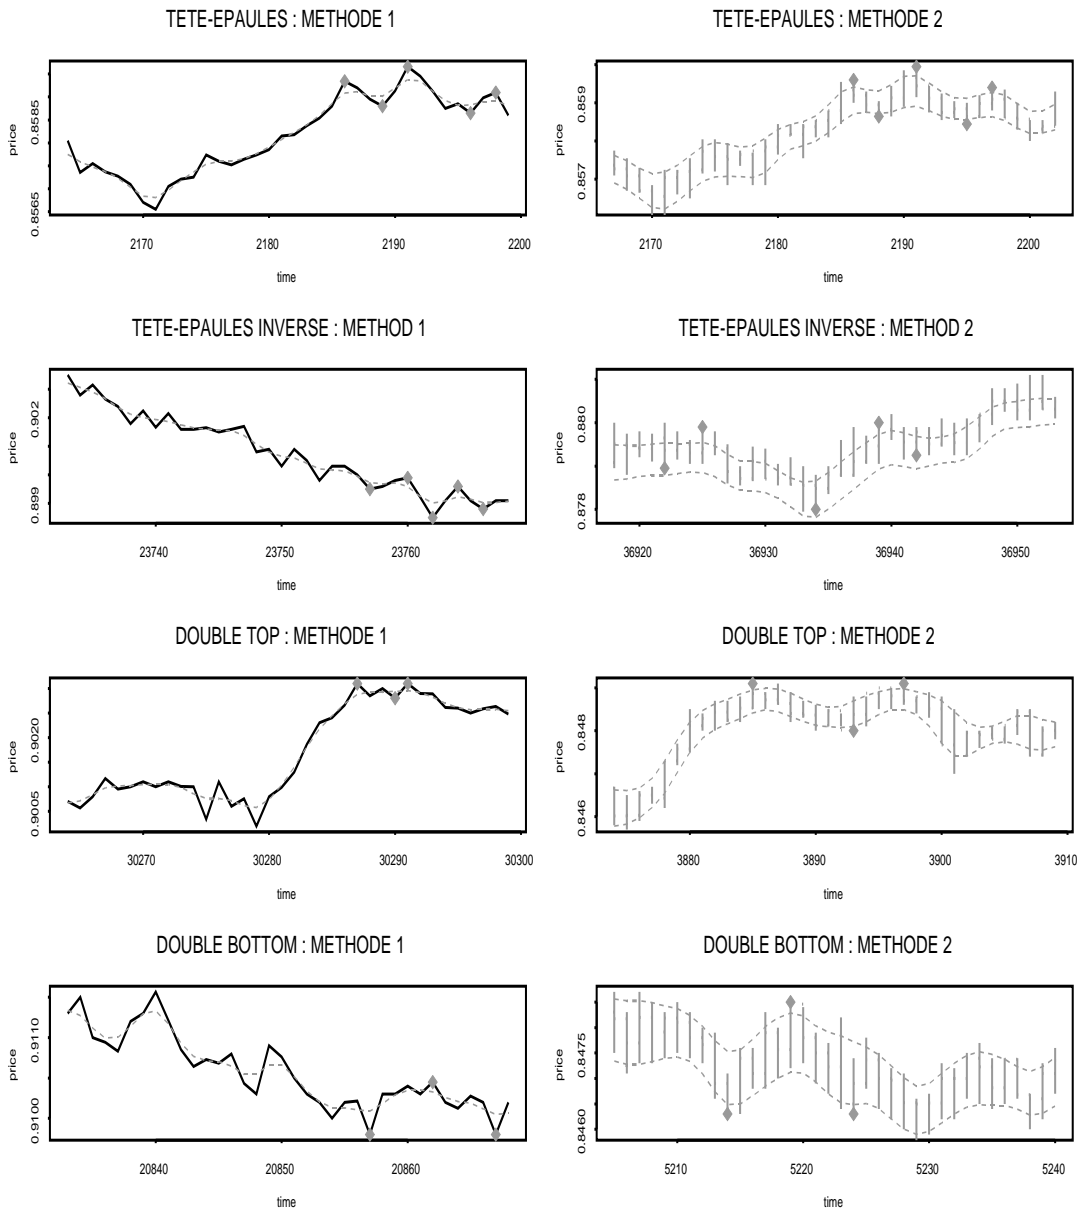 TETE-EPAULES : METHODE 1
price
0.8565
0.8585
2170
2180
2190
2200
time
TETE-EPAULES : METHODE 2
price
0.857
0.859
2170
2180
2190
2200
time
TETE-EPAULES INVERSE : METHOD 1
price
0.899
0.902
23740
23750
23760
time
TETE-EPAULES INVERSE : METHOD 2
price
0.878
0.880
36920
36930
36940
36950
time
DOUBLE TOP : METHODE 1
price
0.9005
0.9020
30270
30280
30290
30300
time
DOUBLE TOP : METHODE 2
price
0.846
0.848
3880
3890
3900
3910
time
DOUBLE BOTTOM : METHODE 1
price
0.9100
0.9110
20840
20850
20860
time
DOUBLE BOTTOM : METHODE 2
price
0.8460
0.8475
5210
5220
5230
5240
time